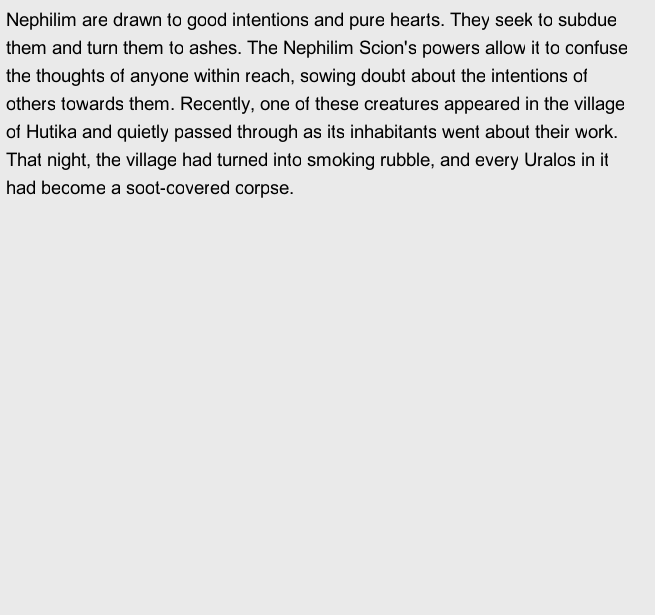 Nephilim are drawn to good intentions and pure hearts. They seek to subdue
them and turn them to ashes. The Nephilim Scion's powers allow it to confuse
the thoughts of anyone within reach, sowing doubt about the intentions of
others towards them. Recently, one of these creatures appeared in the village
of Hutika and quietly passed through as its inhabitants went about their work.
That night, the village had turned into smoking rubble, and every Uralos in it
had become a soot-covered corpse.